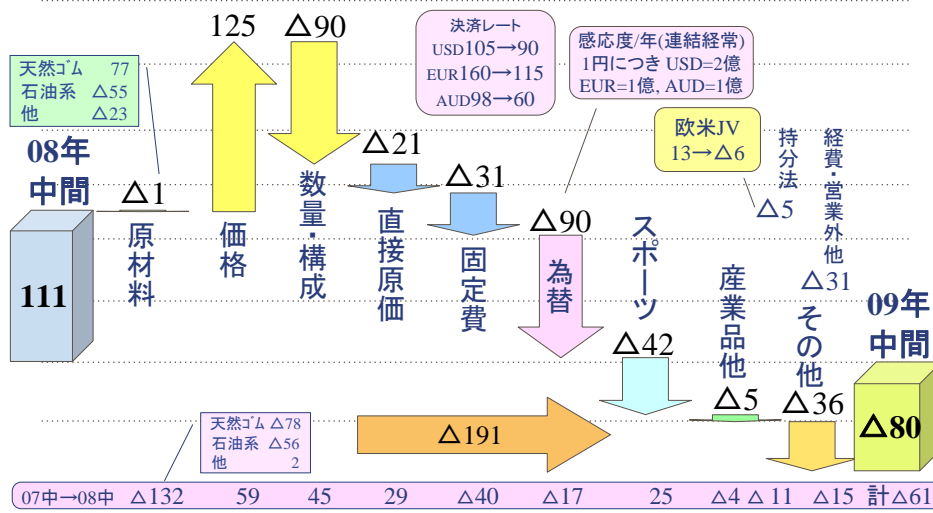 125
△90
決済レート
USD105→90
EUR160→115
AUD98→60
感応度/年(連結経常)
1円につき USD=2億
EUR=1億, AUD=1億
天然ゴム 77
石油系 △55
他 △23
欧米JV
13→△6
持分法
△5
経費・営業外他
△31
08年
中間
111
△1
原材料
価格
数量・構成
△21
直接原価
△31
固定費
△90
為替
スポーツ
△42
産業品他
△5
その他
△36
09年
中間
△80
天然ゴム △78
石油系 △56
他 2
△191
07中→08中 △132 59 45 29 △40 △17 25 △4 △11 △15 計△61